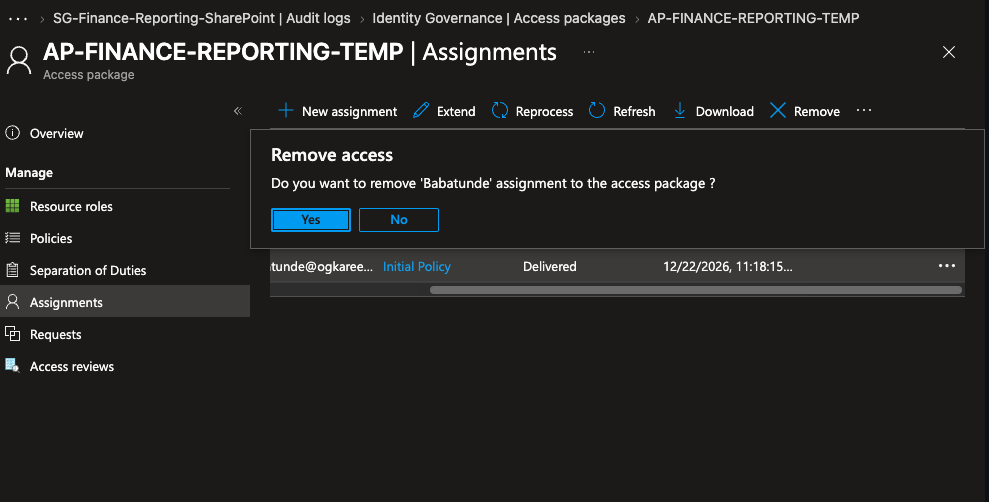 ··· > SG-Finance-Reporting-SharePoint | Audit logs > Identity Governance | Access packages > AP-FINANCE-REPORTING-TEMP
AP-FINANCE-REPORTING-TEMP | Assignments ...
Access package
«
New assignment Extend Reprocess Refresh Download Remove ...
Overview
Remove access
Do you want to remove 'Babatunde' assignment to the access package ?
Yes No
Manage
Roles
Resource roles
Policies
Separation of Duties
Assignments
Requests
Access reviews
atunde@ogkaree... Initial Policy Delivered 12/22/2026, 11:18:15... ...